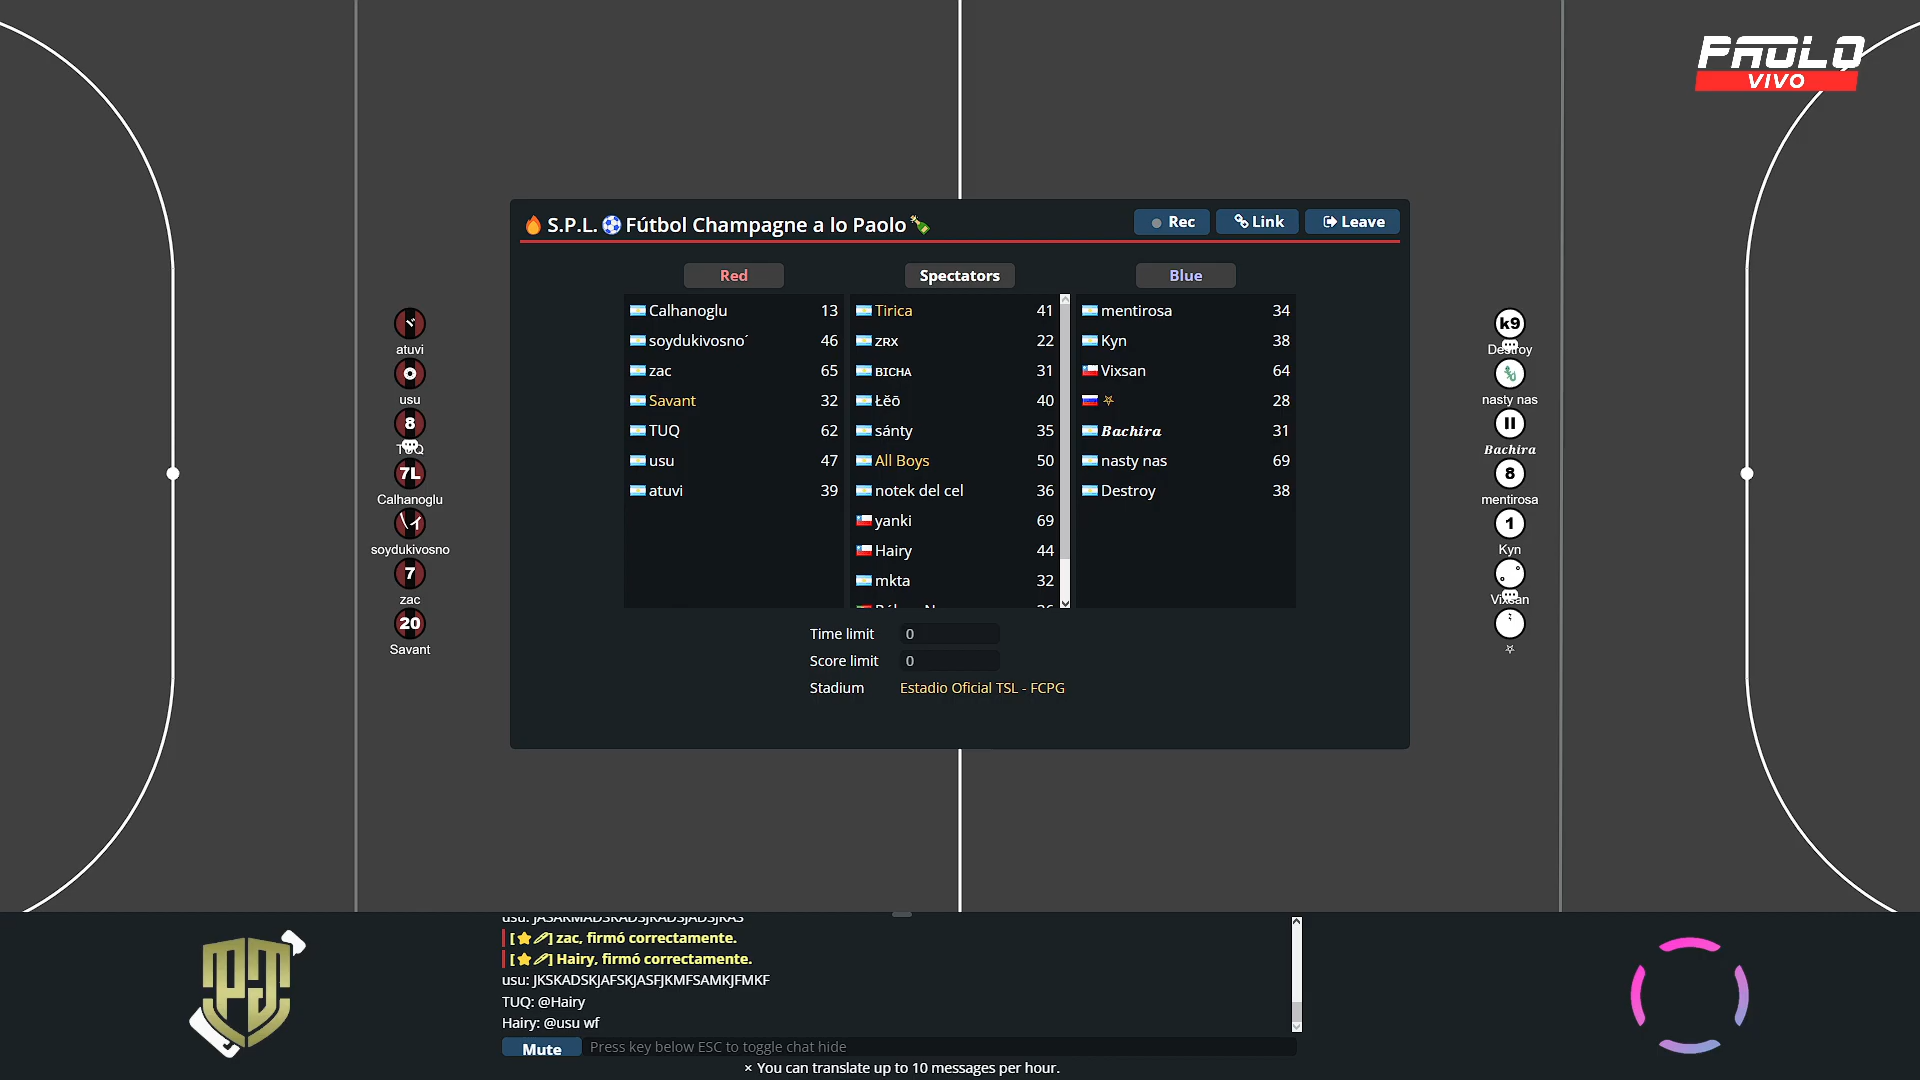 PAOLO
VIVO
S.P.L. Fútbol Champagne a lo Paolo
Rec
Link
Leave
Red
Spectators
Blue
Calhanoglu 13
soydukivosno´ 46
zac 65
Savant 32
TUQ 62
usu 47
atuvi 39
Tirica 41
ZRX 22
BICHA 31
Łĕō 40
sánty 35
All Boys 50
notek del cel 36
yanki 69
Hairy 44
mkta 32
mentirosa 34
Kyn 38
Vixsan 64
⛧ 28
Bachira 31
nasty nas 69
Destroy 38
Time limit 0
Score limit 0
Stadium Estadio Oficial TSL - FCPG
atuvi
usu
8
TUQ
7L
Calhanoglu
soydukivosno
7
zac
20
Savant
k9
Destroy
nasty nas
II
Bachira
8
mentirosa
1
Kyn
Vixsan
⛧
[⭐🖊] zac, firmó correctamente.
[⭐🖊] Hairy, firmó correctamente.
usu: JKSKADSKJAFSKJASFJKMFSAMKJFMKF
TUQ: @Hairy
Hairy: @usu wf
Mute
Press key below ESC to toggle chat hide
× You can translate up to 10 messages per hour.